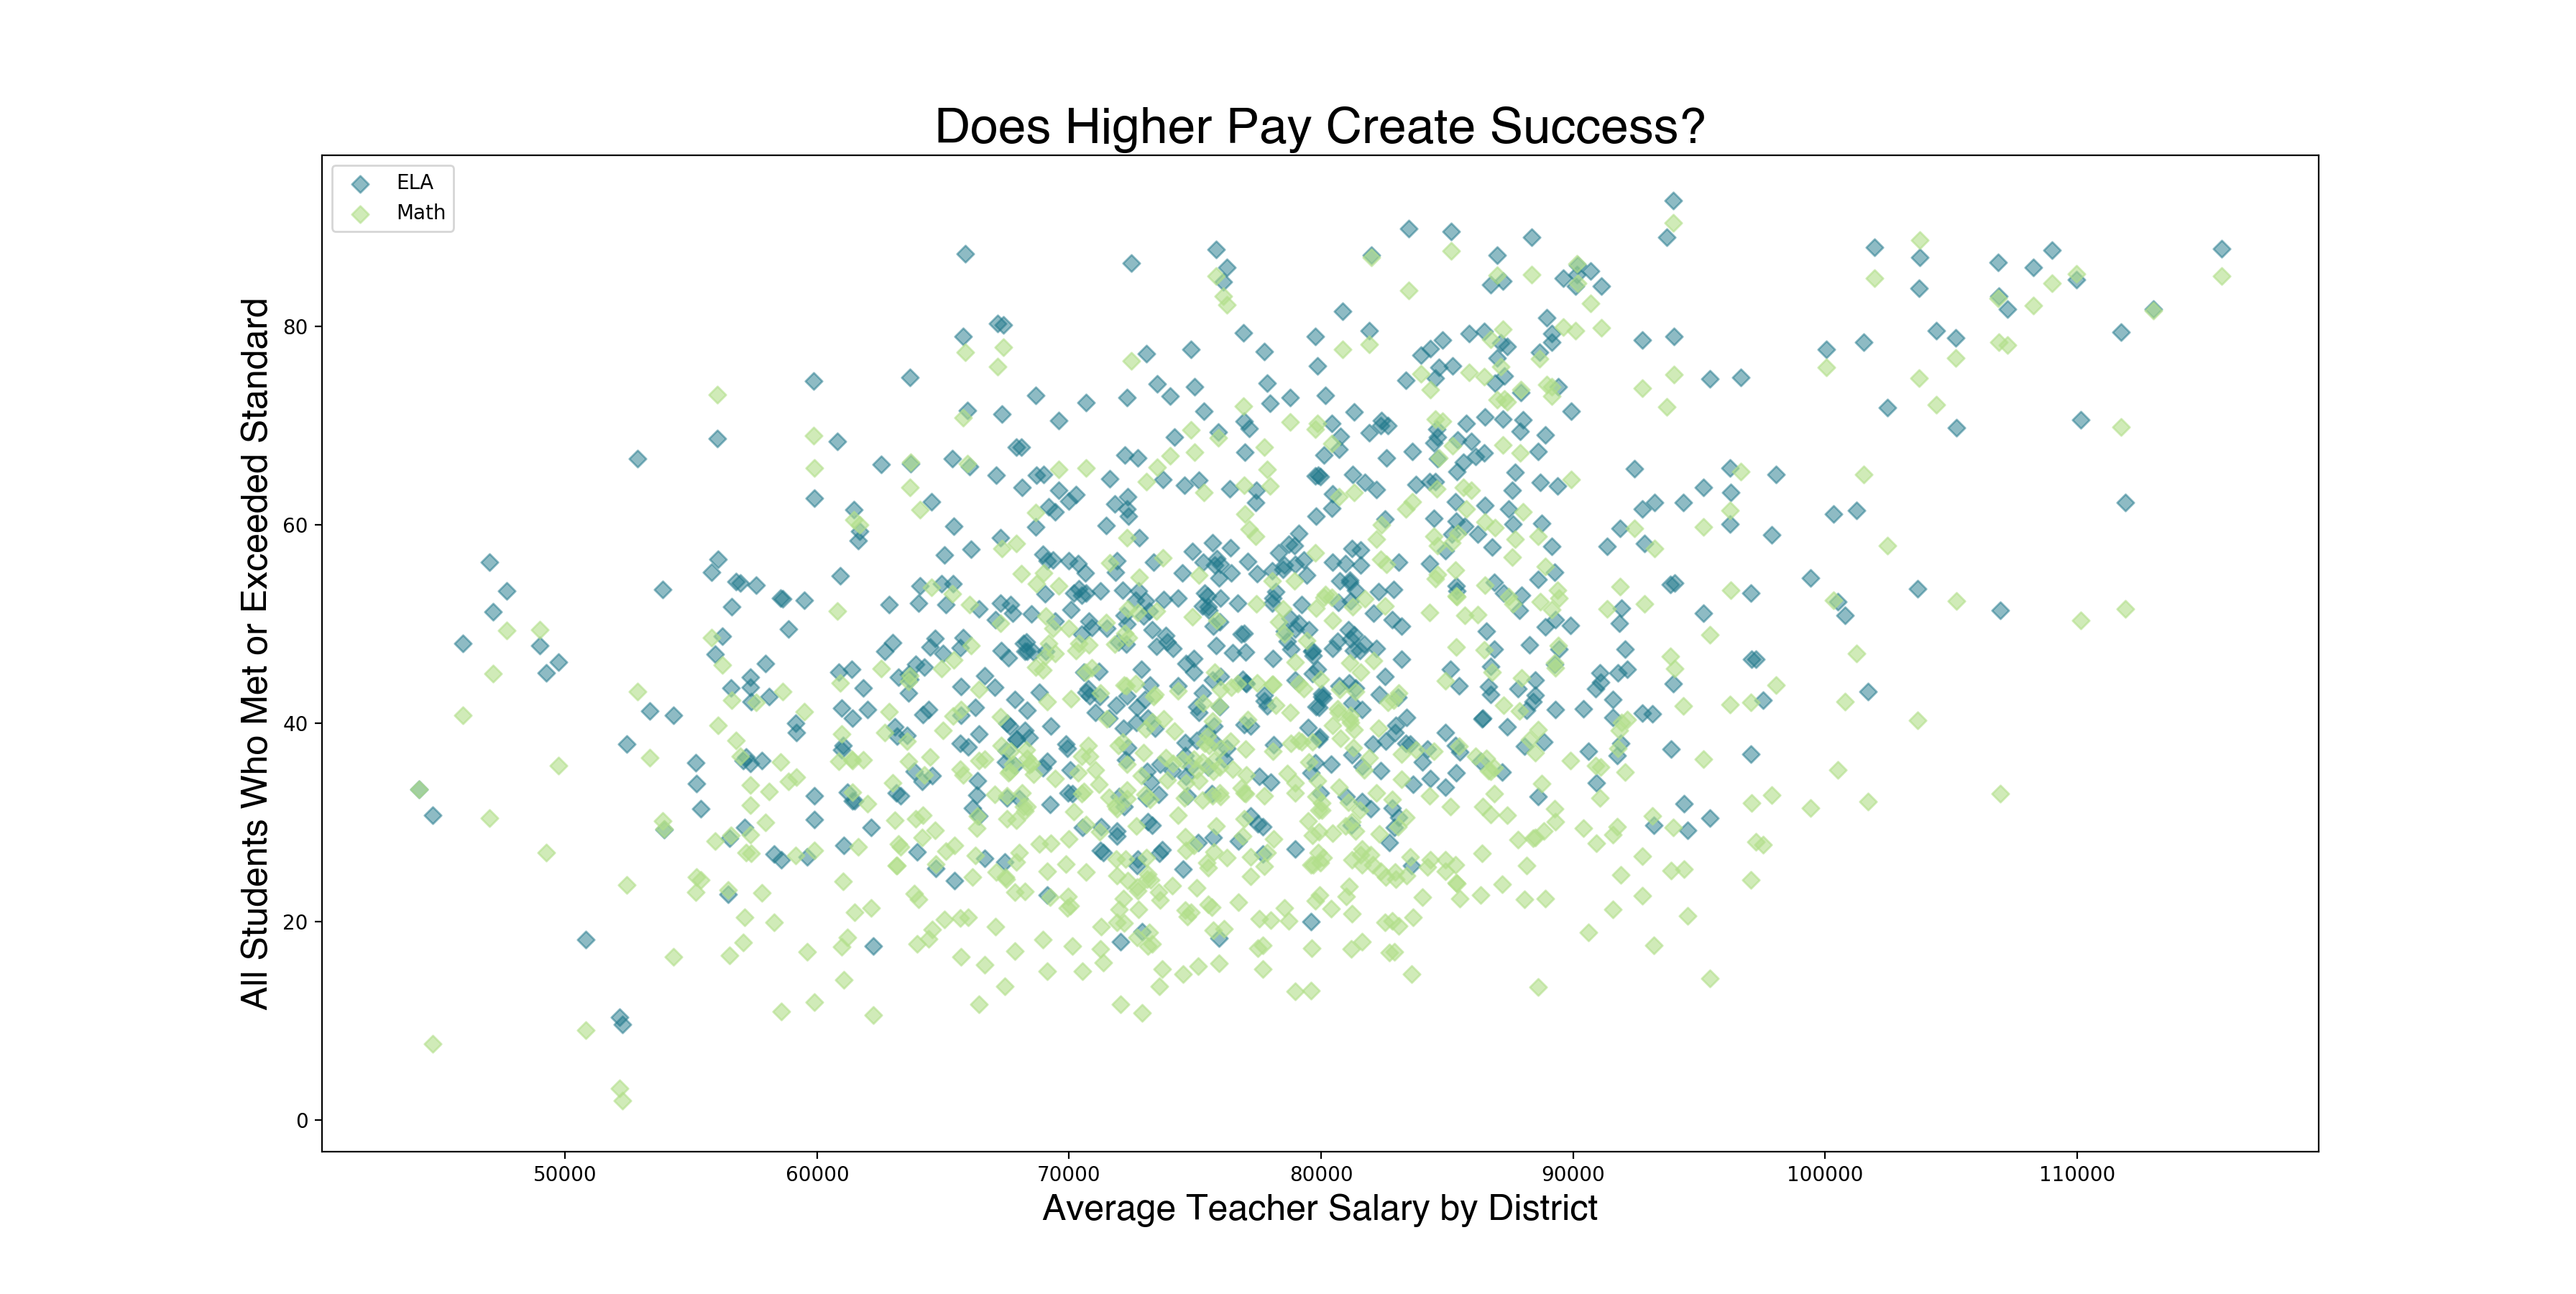 Does Higher Pay Create Success?
ELA
Math
All Students Who Met or Exceeded Standard
80
60
40
20
0
50000 60000 70000 80000 90000 100000 110000
Average Teacher Salary by District